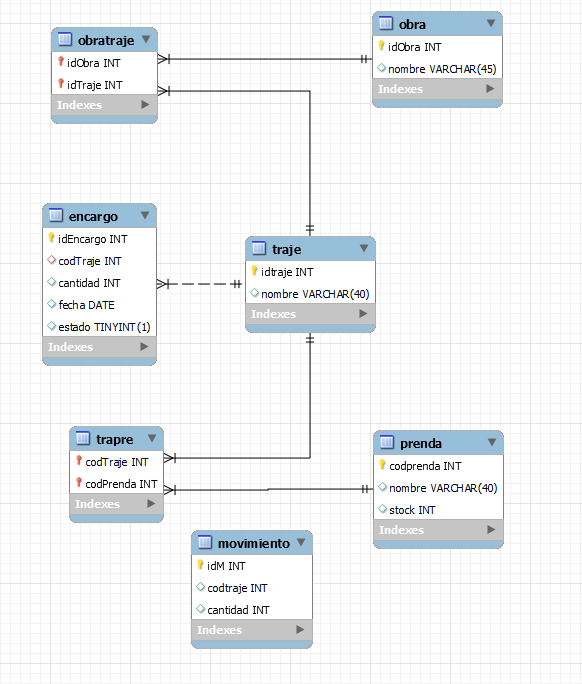 obratraje
idObra INT
idTraje INT
Indexes
obra
idObra INT
nombre VARCHAR(45)
Indexes
encargo
idEncargo INT
codTraje INT
cantidad INT
fecha DATE
estado TINYINT(1)
Indexes
traje
idtraje INT
nombre VARCHAR(40)
Indexes
trapre
codTraje INT
codPrenda INT
Indexes
prenda
codprenda INT
nombre VARCHAR(40)
stock INT
Indexes
movimiento
idM INT
codtraje INT
cantidad INT
Indexes